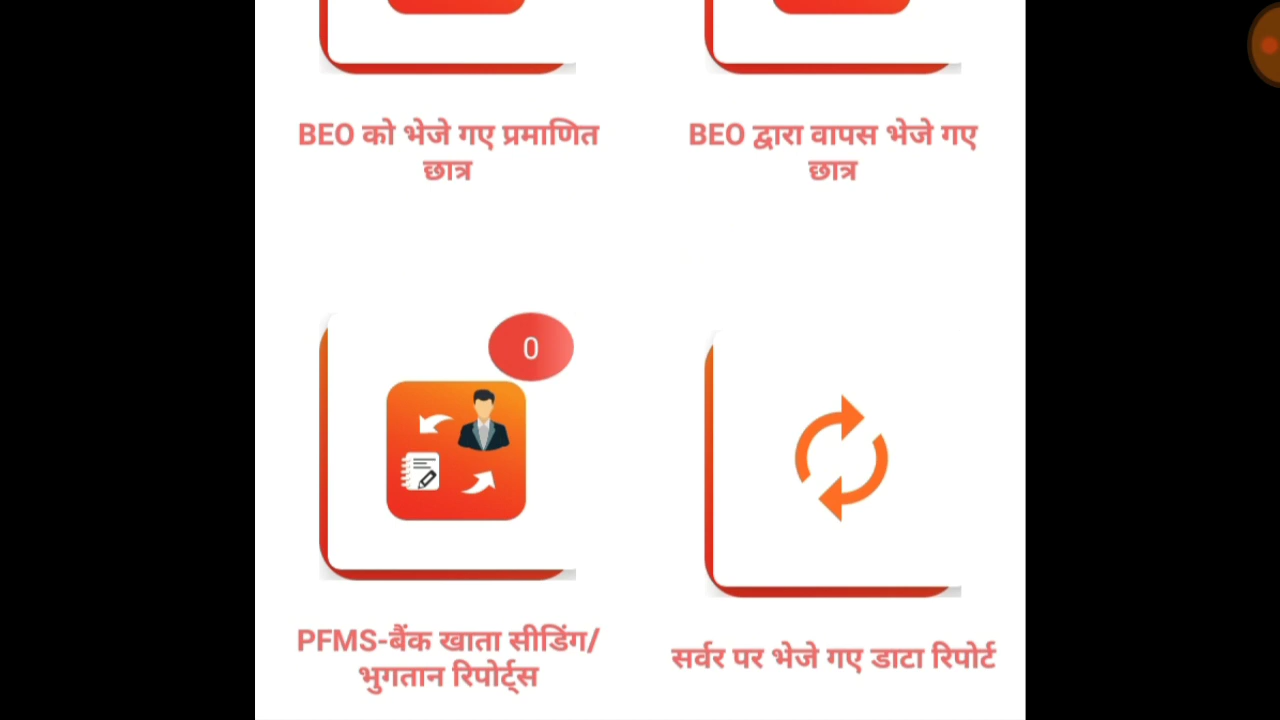 BEO को भेजे गए प्रमाणित
छात्र
BEO द्वारा वापस भेजे गए
छात्र
0
PFMS-बैंक खाता सीडिंग/
भुगतान रिपोर्ट्स
सर्वर पर भेजे गए डाटा रिपोर्ट